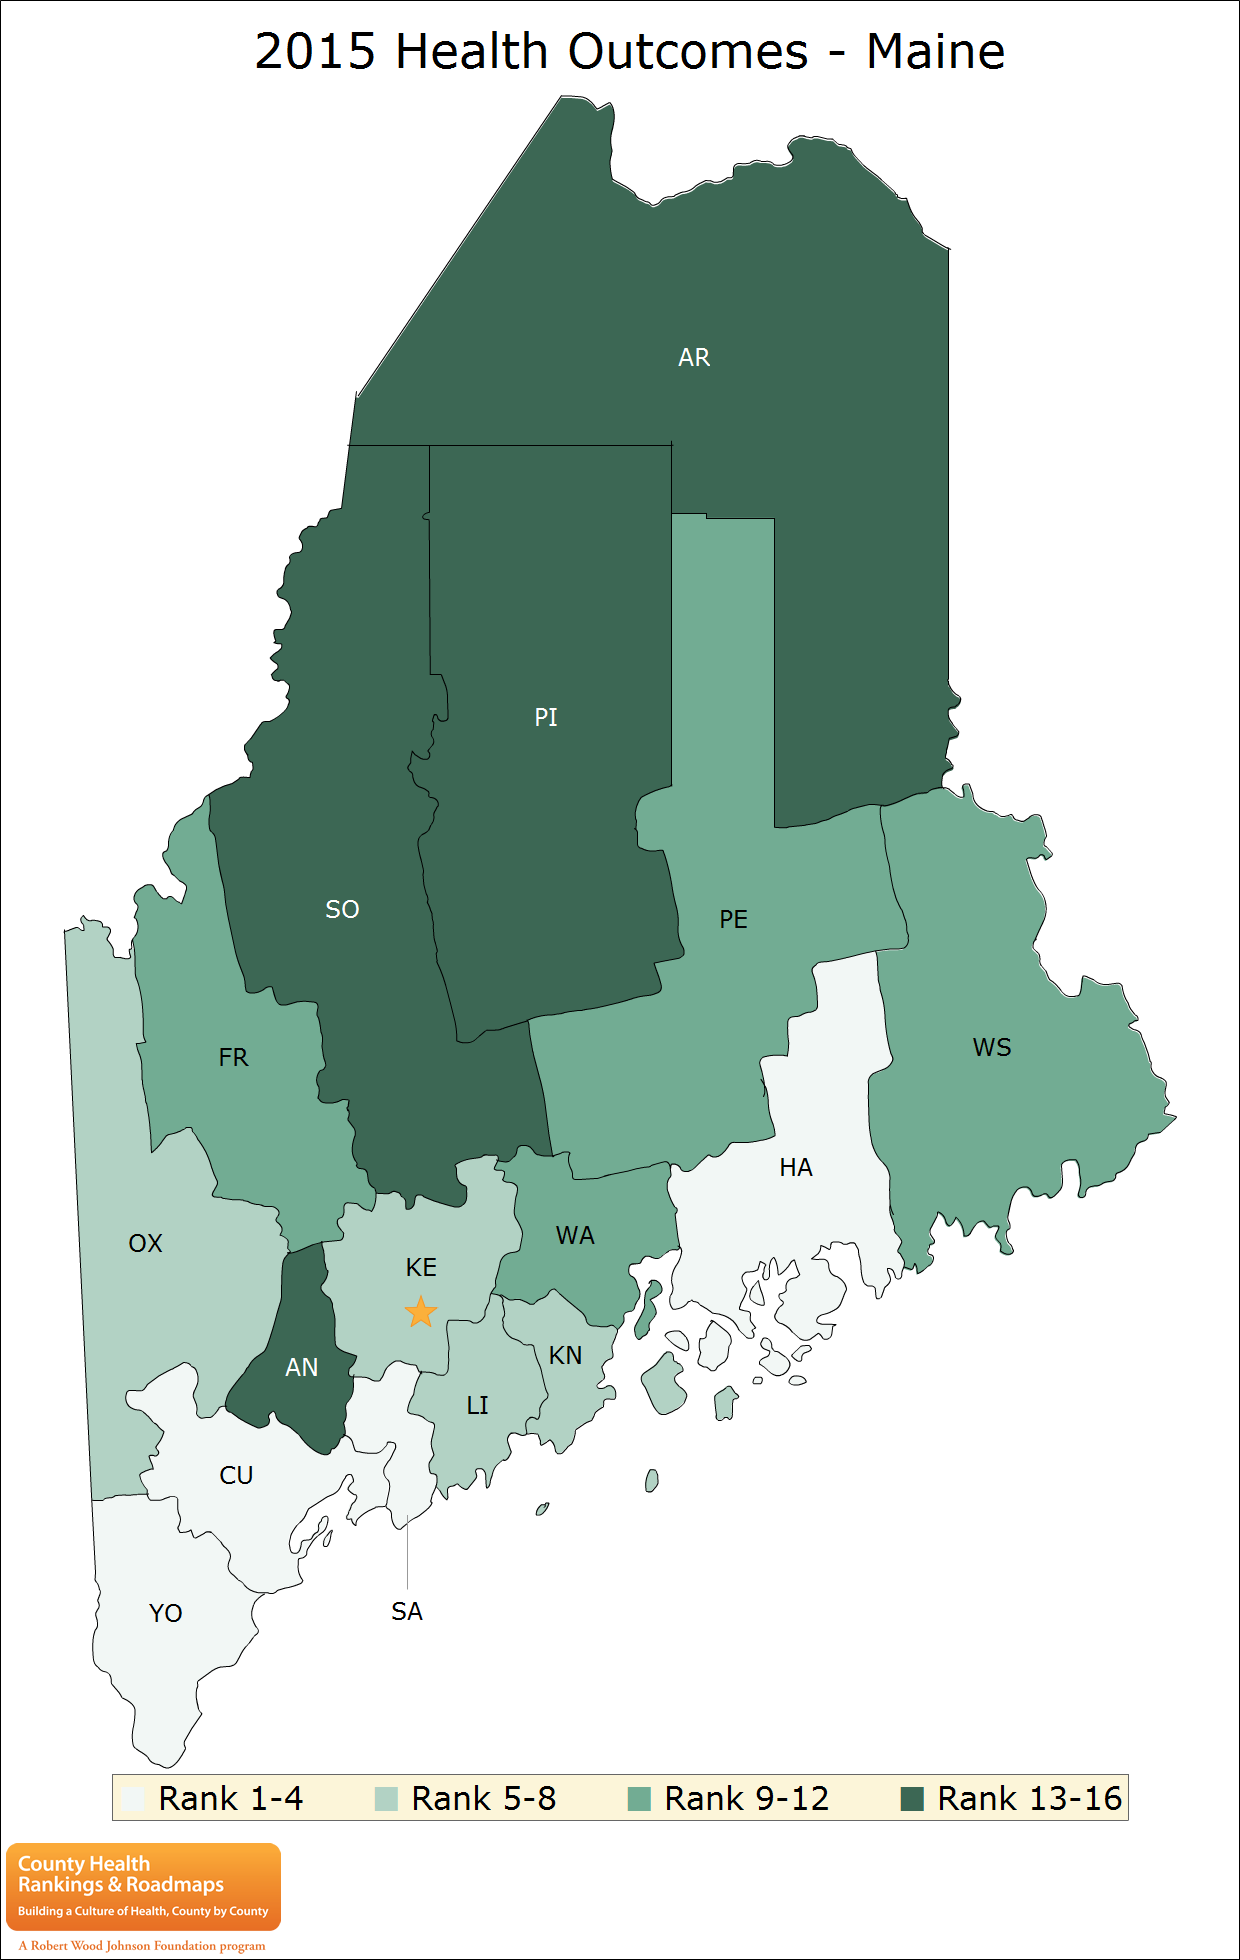 2015 Health Outcomes - Maine
AR
PI
SO
PE
FR
WS
HA
OX
WA
KE
KN
AN
LI
CU
SA
YO
Rank 1-4 Rank 5-8 Rank 9-12 Rank 13-16
County Health
Rankings & Roadmaps
Building a Culture of Health, County by County
A Robert Wood Johnson Foundation program